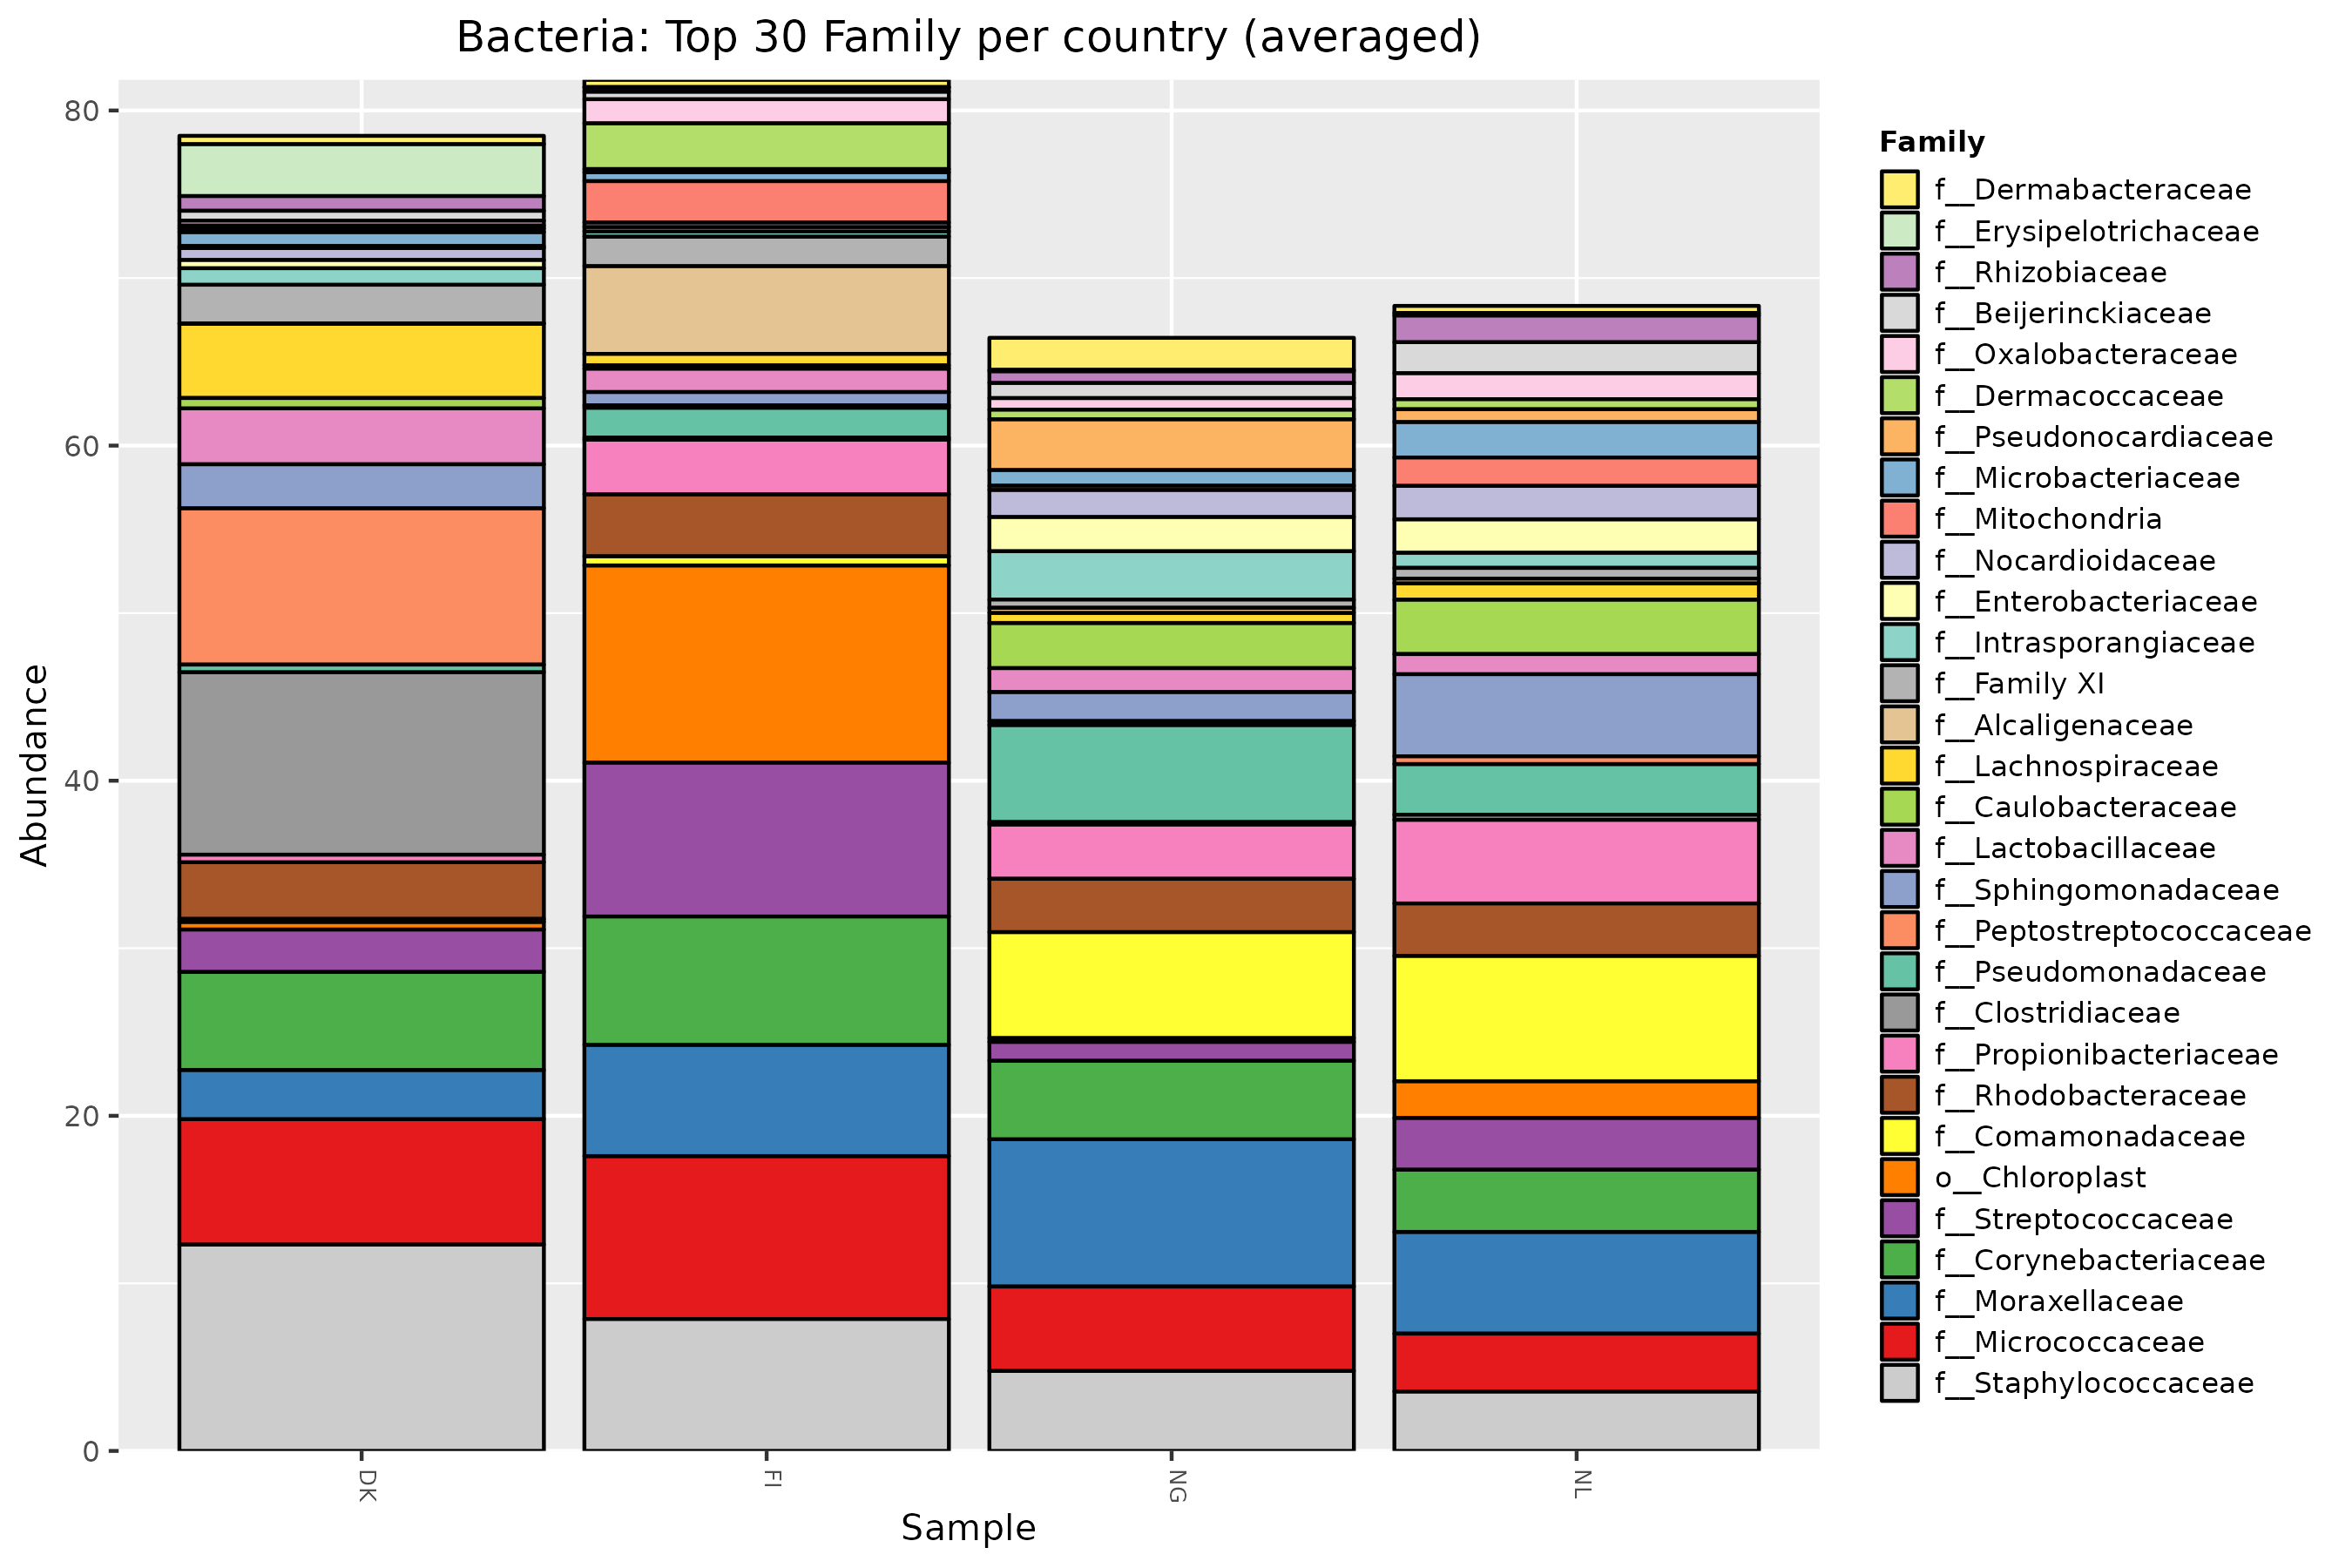 Bacteria: Top 30 Family per country (averaged)
Abundance
80
60
40
20
0
DK
FI
NG
NL
Sample
Family
f__Dermabacteraceae
f__Erysipelotrichaceae
f__Rhizobiaceae
f__Beijerinckiaceae
f__Oxalobacteraceae
f__Dermacoccaceae
f__Pseudonocardiaceae
f__Microbacteriaceae
f__Mitochondria
f__Nocardioidaceae
f__Enterobacteriaceae
f__Intrasporangiaceae
f__Family XI
f__Alcaligenaceae
f__Lachnospiraceae
f__Caulobacteraceae
f__Lactobacillaceae
f__Sphingomonadaceae
f__Peptostreptococcaceae
f__Pseudomonadaceae
f__Clostridiaceae
f__Propionibacteriaceae
f__Rhodobacteraceae
f__Comamonadaceae
o__Chloroplast
f__Streptococcaceae
f__Corynebacteriaceae
f__Moraxellaceae
f__Micrococcaceae
f__Staphylococcaceae